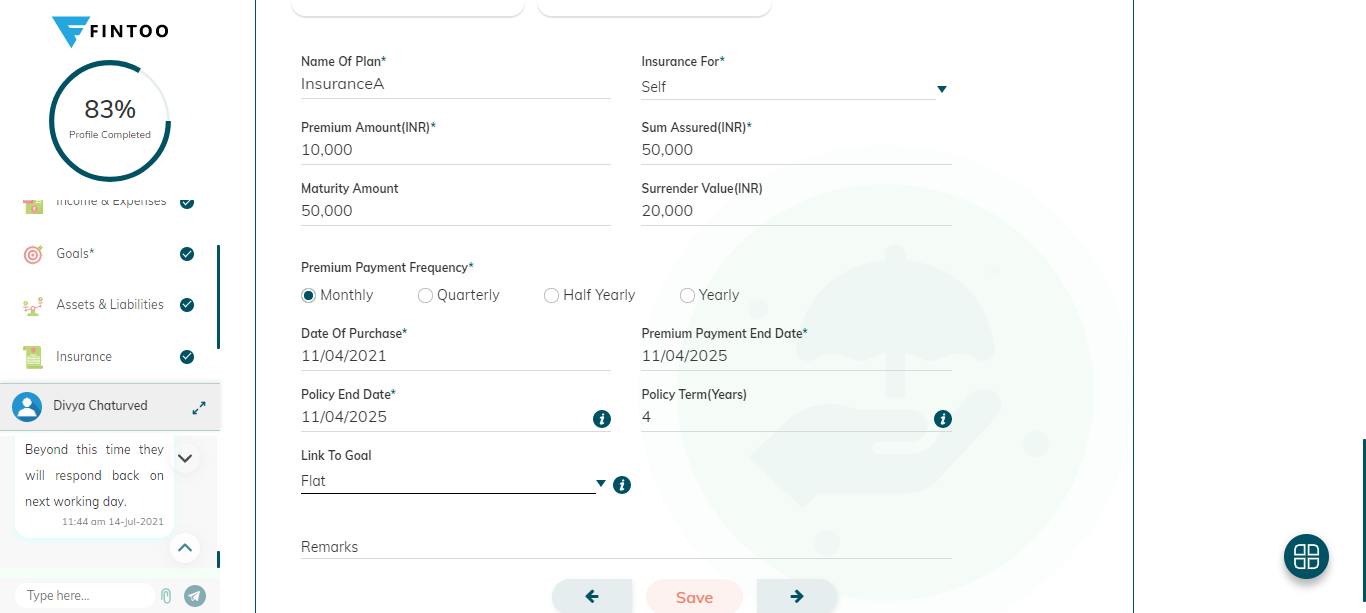 FINTOO
83%
Profile Completed
Income & Expenses
Goals*
Assets & Liabilities
Insurance
Divya Chaturved
Beyond this time they
will respond back on
next working day.
11:44 am 14-Jul-2021
Type here...
Name Of Plan*
InsuranceA
Insurance For*
Self
Premium Amount(INR)*
10,000
Sum Assured(INR)*
50,000
Maturity Amount
50,000
Surrender Value(INR)
20,000
Premium Payment Frequency*
Monthly Quarterly Half Yearly Yearly
Date Of Purchase*
11/04/2021
Premium Payment End Date*
11/04/2025
Policy End Date*
11/04/2025
Policy Term(Years)
4
Link To Goal
Flat
Remarks
Save